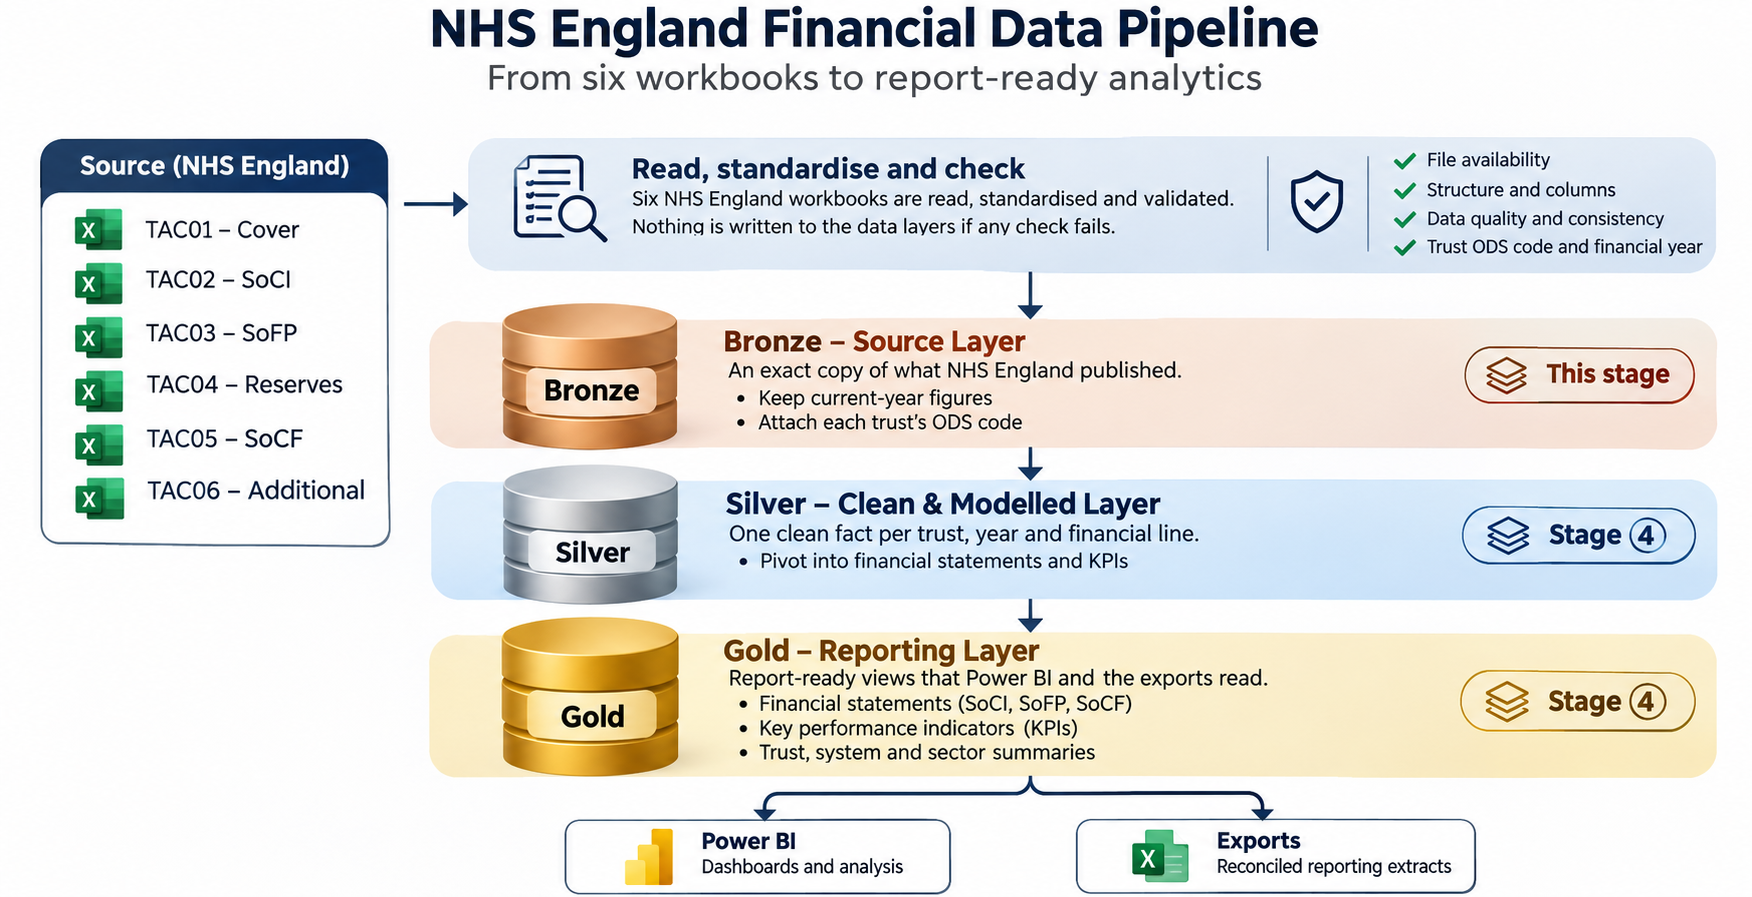 NHS England Financial Data Pipeline
From six workbooks to report-ready analytics
Source (NHS England)
X TAC01 – Cover
X TAC02 – SoCI
X TAC03 – SoFP
X TAC04 – Reserves
X TAC05 – SoCF
X TAC06 – Additional
Read, standardise and check
Six NHS England workbooks are read, standardised and validated.
Nothing is written to the data layers if any check fails.
File availability
Structure and columns
Data quality and consistency
Trust ODS code and financial year
Bronze
Bronze – Source Layer
An exact copy of what NHS England published.
• Keep current-year figures
• Attach each trust's ODS code
This stage
Silver
Silver – Clean & Modelled Layer
One clean fact per trust, year and financial line.
• Pivot into financial statements and KPIs
Stage 4
Gold
Gold – Reporting Layer
Report-ready views that Power BI and the exports read.
• Financial statements (SoCI, SoFP, SoCF)
• Key performance indicators (KPIs)
• Trust, system and sector summaries
Stage 4
Power BI
Dashboards and analysis
X
Exports
Reconciled reporting extracts